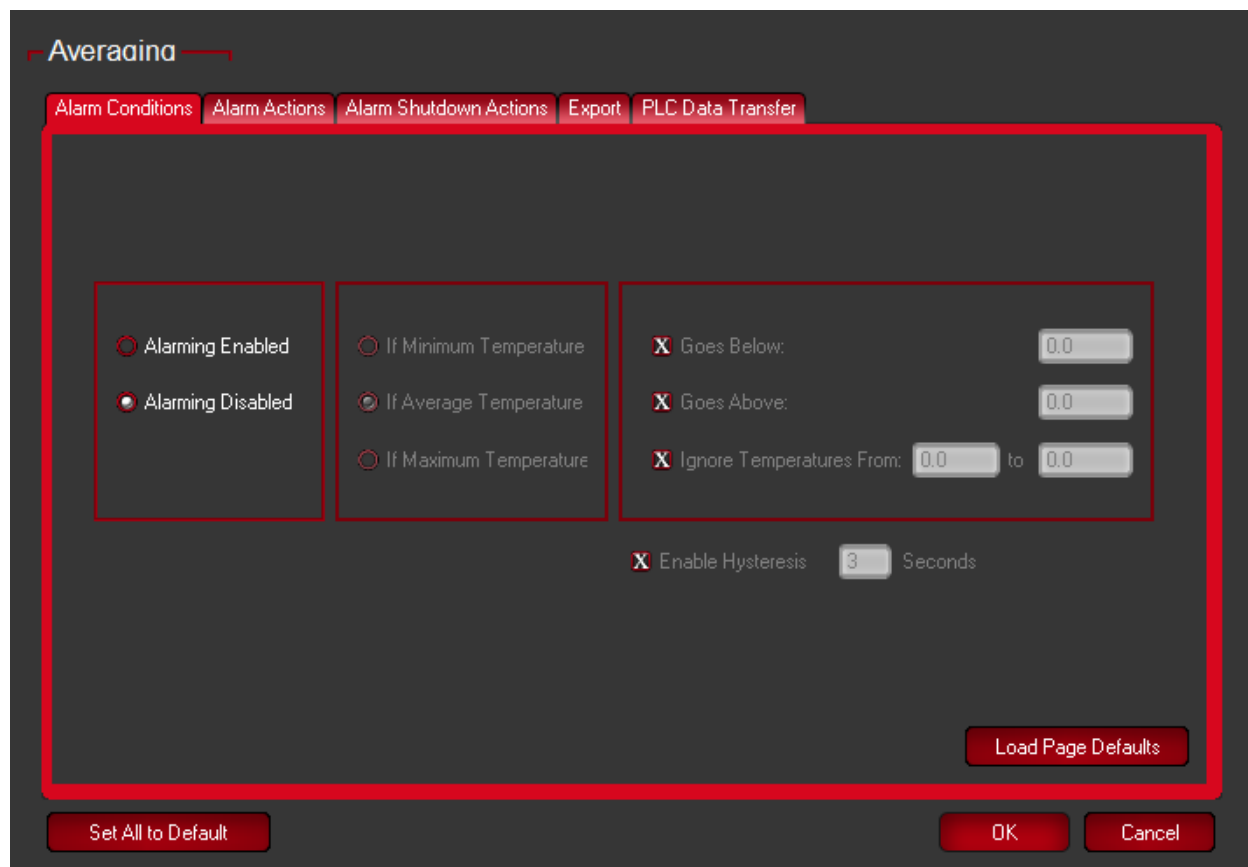 Averaging
Alarm Conditions Alarm Actions Alarm Shutdown Actions Export PLC Data Transfer
Alarming Enabled If Minimum Temperature X Goes Below: 0.0
Alarming Disabled If Average Temperature X Goes Above: 0.0
If Maximum Temperature X Ignore Temperatures From: 0.0 to 0.0
X Enable Hysteresis 3 Seconds
Load Page Defaults
Set All to Default OK Cancel